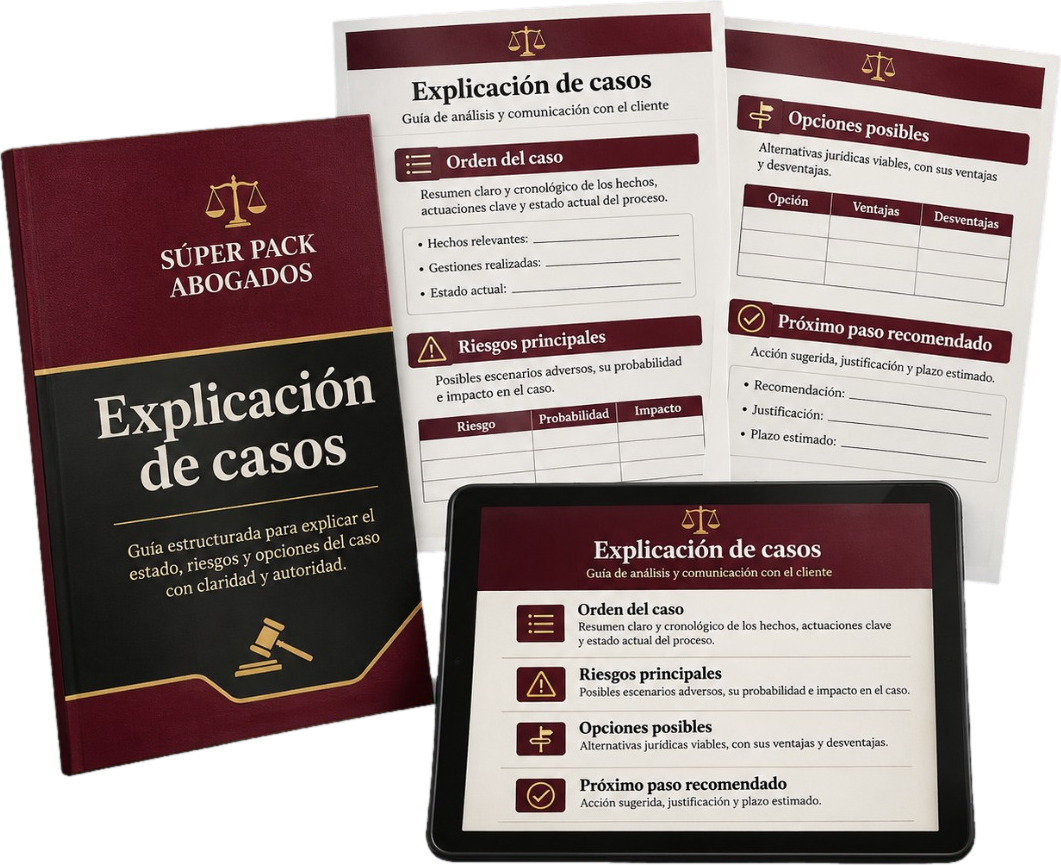 SÚPER PACK
ABOGADOS
Explicación
de casos
Guía estructurada para explicar el
estado, riesgos y opciones del caso
con claridad y autoridad.
Explicación de casos
Guía de análisis y comunicación con el cliente
Orden del caso
Resumen claro y cronológico de los hechos,
actuaciones clave y estado actual del proceso.
• Hechos relevantes:
• Gestiones realizadas:
• Estado actual:
Riesgos principales
Posibles escenarios adversos, su probabilidad
e impacto en el caso.
Riesgo Probabilidad Impacto
Opciones posibles
Alternativas jurídicas viables, con sus ventajas
y desventajas.
Opción Ventajas Desventajas
Próximo paso recomendado
Acción sugerida, justificación y plazo estimado.
• Recomendación:
• Justificación:
• Plazo estimado:
Explicación de casos
Guía de análisis y comunicación con el cliente
Orden del caso
Resumen claro y cronológico de los hechos, actuaciones clave
y estado actual del proceso.
Riesgos principales
Posibles escenarios adversos, su probabilidad e impacto en el caso.
Opciones posibles
Alternativas jurídicas viables, con sus ventajas y desventajas.
Próximo paso recomendado
Acción sugerida, justificación y plazo estimado.